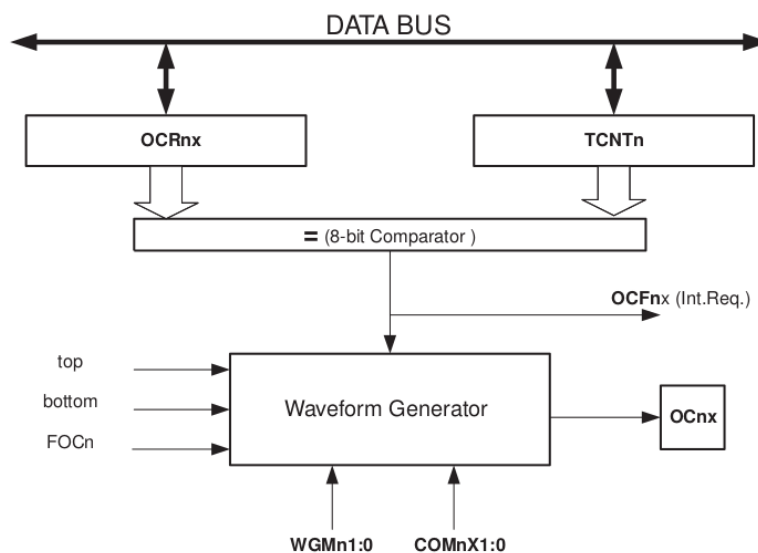 DATA BUS
OCRnx
TCNTn
= (8-bit Comparator )
OCFnx (Int.Req.)
top
bottom
FOCn
Waveform Generator
OCnx
WGMn1:0
COMnX1:0